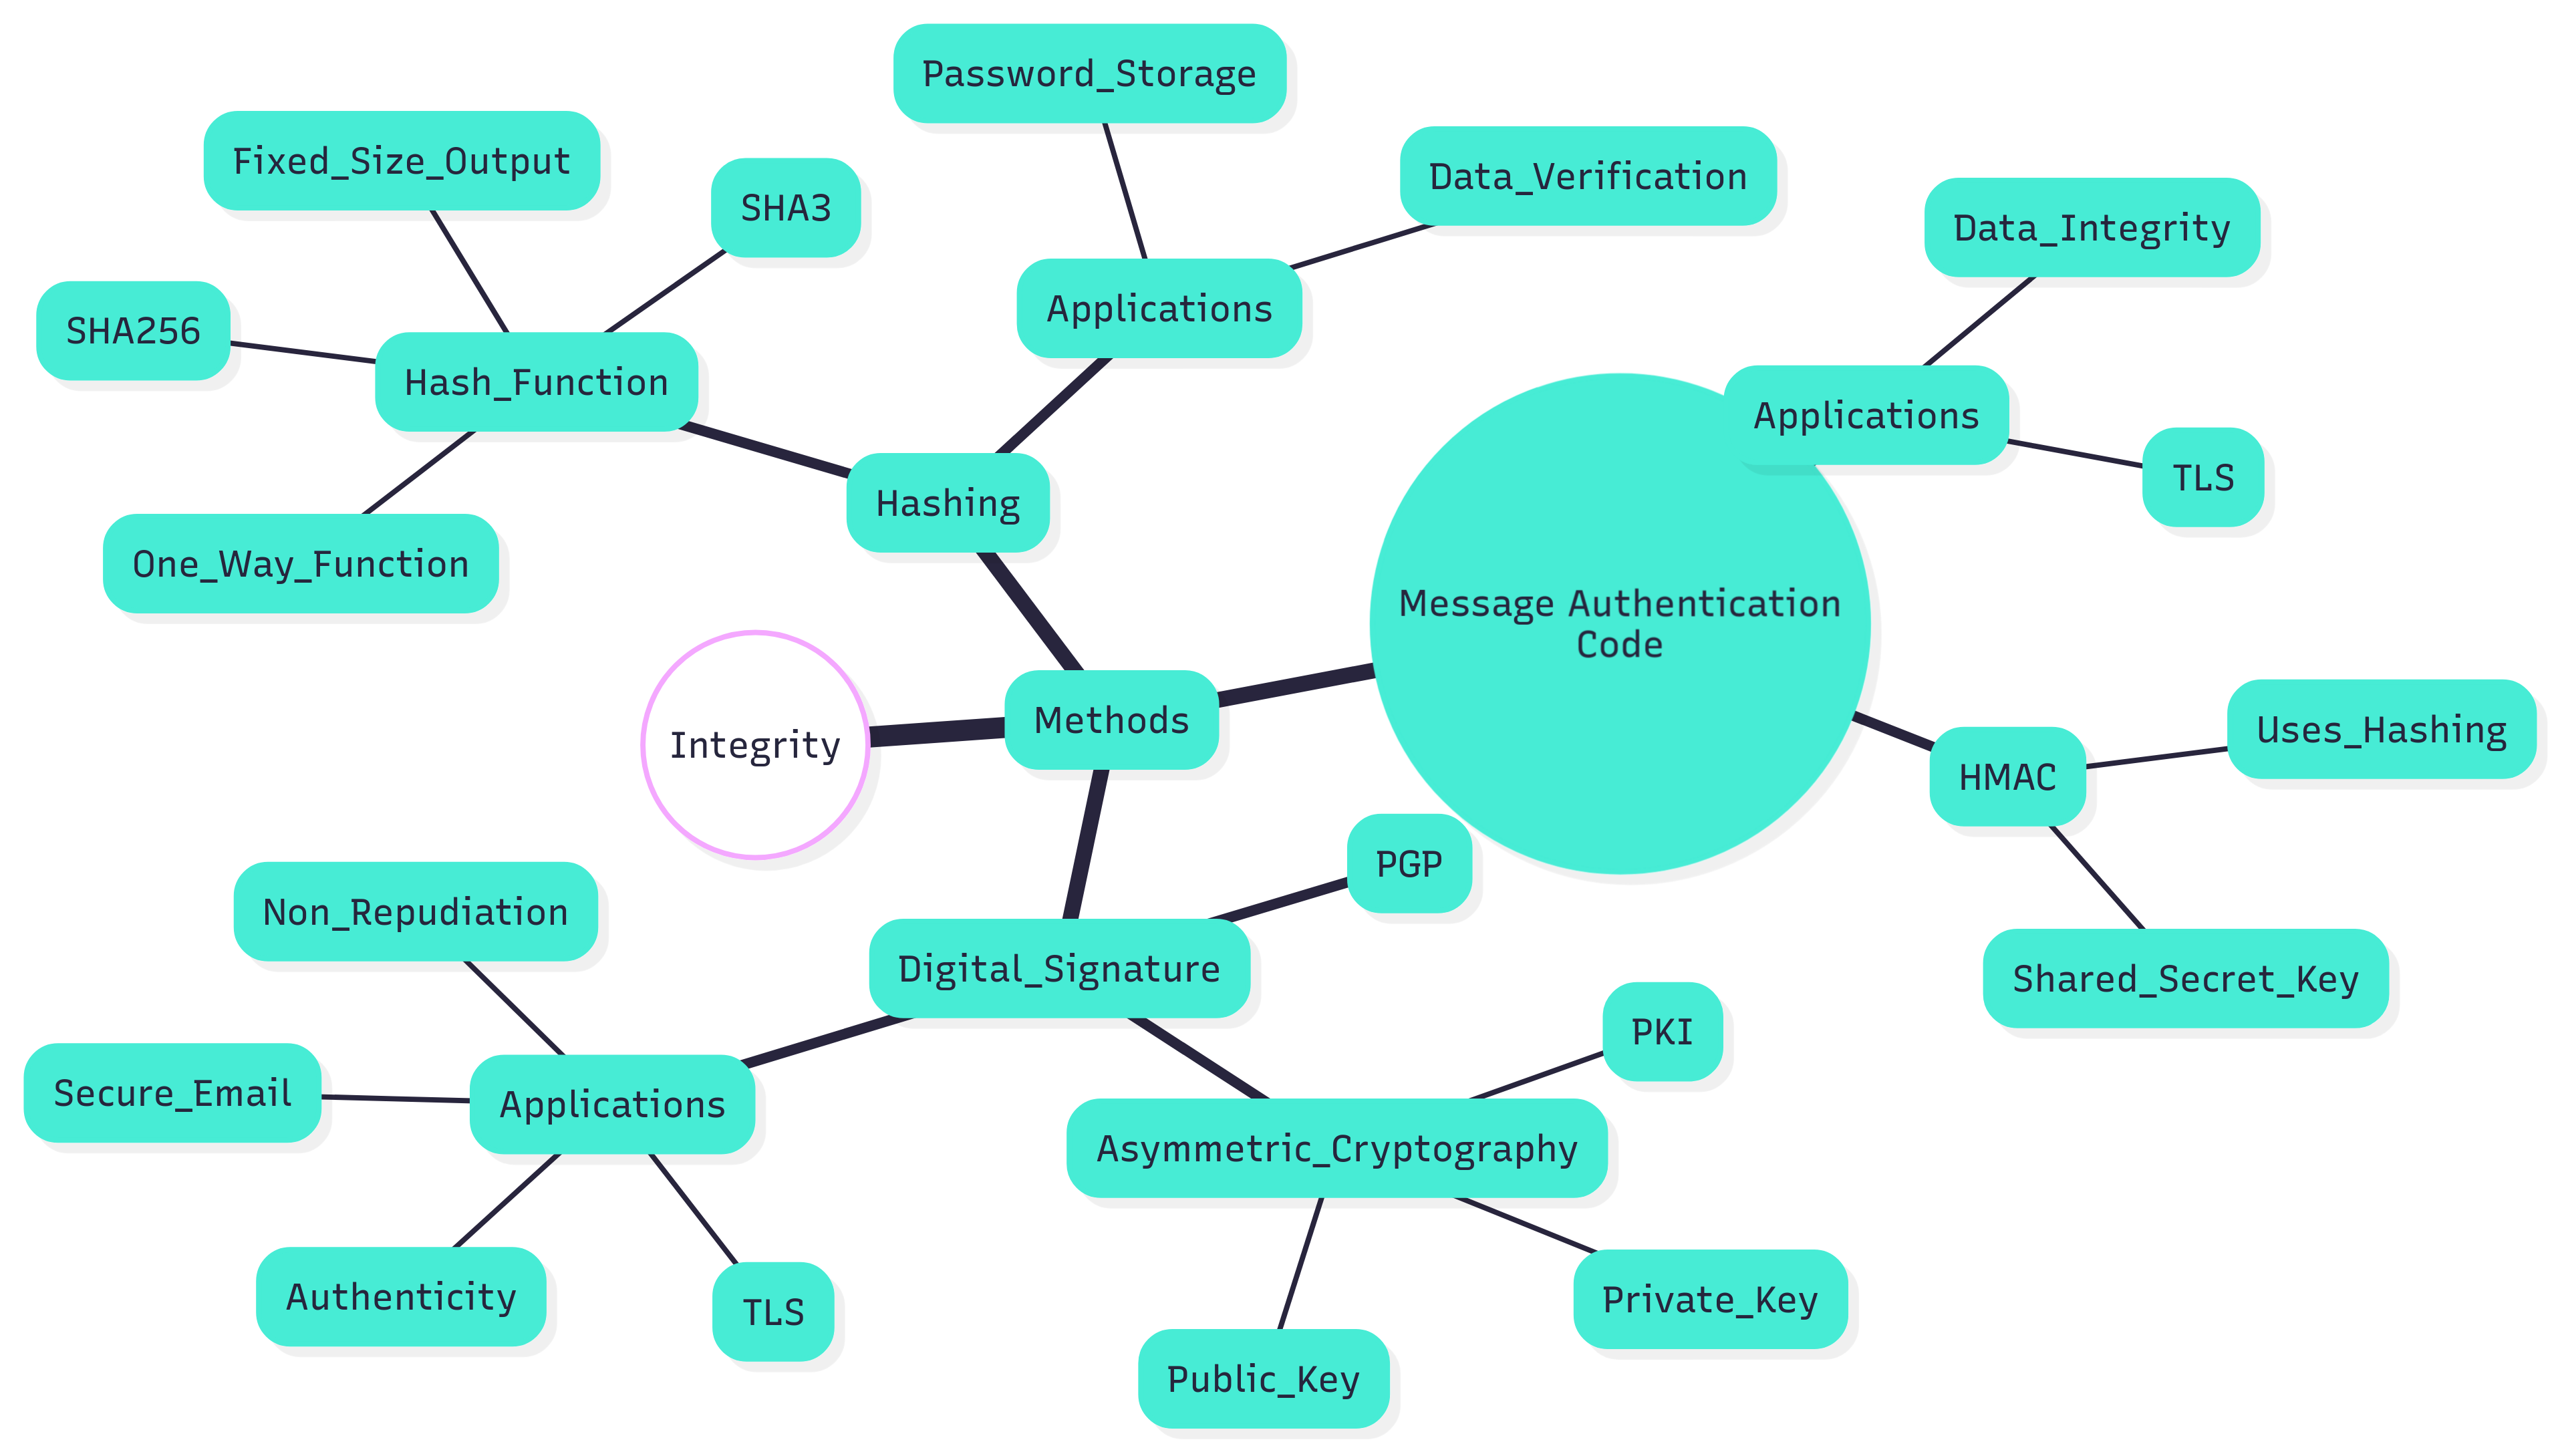 Password_Storage
Fixed_Size_Output
Data_Verification
SHA3
Data_Integrity
Applications
SHA256
Hash_Function
Applications
TLS
Hashing
One_Way_Function
Message Authentication
Code
Methods
Integrity
Uses_Hashing
HMAC
PGP
Non_Repudiation
Digital_Signature
Shared_Secret_Key
PKI
Secure_Email
Applications
Asymmetric_Cryptography
Authenticity
Private_Key
TLS
Public_Key